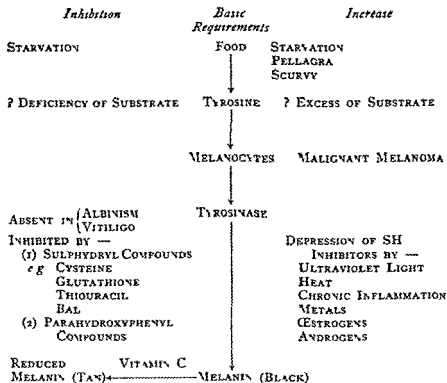 Inhibition Basic Increase
Requirements
STARVATION FOOD STARVATION
PELLAGRA
SCURVY
? DEFICIENCY OF SUBSTRATE TYROSINE ? EXCESS OF SUBSTRATE
MELANOCYTES MALIGNANT MELANOMA
ABSENT IN { ALBINISM TYROSINASE
VITILIGO
INHIBITED BY — DEPRESSION OF SH
(1) SULPHYDRYL COMPOUNDS INHIBITORS BY —
e g CYSTEINE ULTRAVIOLET LIGHT
GLUTATHIONE HEAT
THIOURACIL CHRONIC INFLAMMATION
BAL METALS
(2) PARAHYDROXYPHENYL ŒSTROGENS
COMPOUNDS ANDROGENS
REDUCED VITAMIN C
MELANIN (TAN) MELANIN (BLACK)